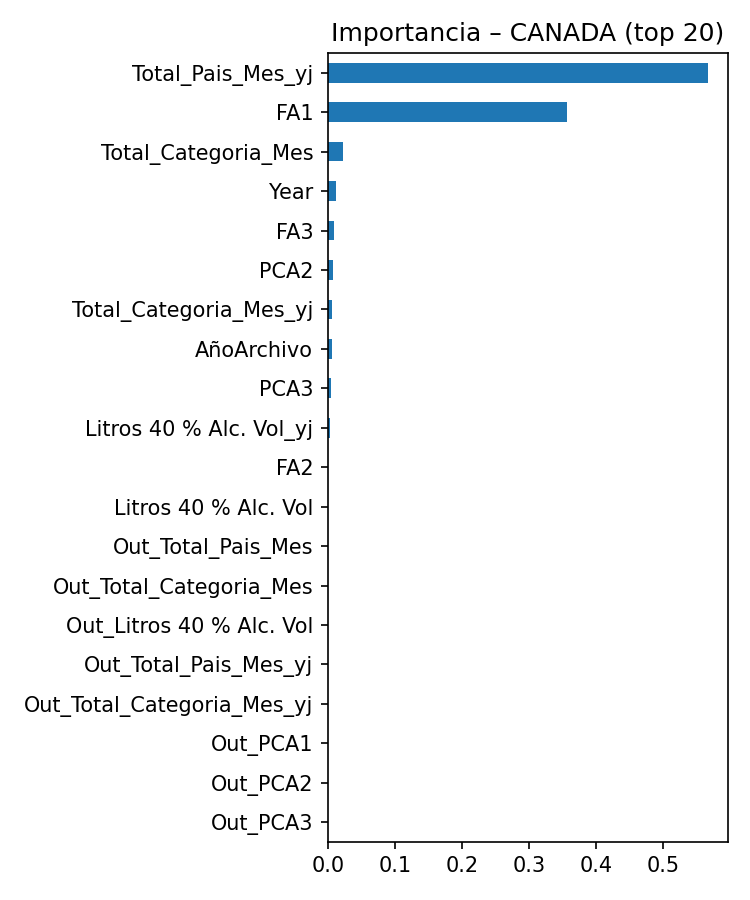 Importancia – CANADA (top 20)
Total_Pais_Mes_yj
FA1
Total_Categoria_Mes
Year
FA3
PCA2
Total_Categoria_Mes_yj
AñoArchivo
PCA3
Litros 40 % Alc. Vol_yj
FA2
Litros 40 % Alc. Vol
Out_Total_Pais_Mes
Out_Total_Categoria_Mes
Out_Litros 40 % Alc. Vol
Out_Total_Pais_Mes_yj
Out_Total_Categoria_Mes_yj
Out_PCA1
Out_PCA2
Out_PCA3
0.0 0.1 0.2 0.3 0.4 0.5